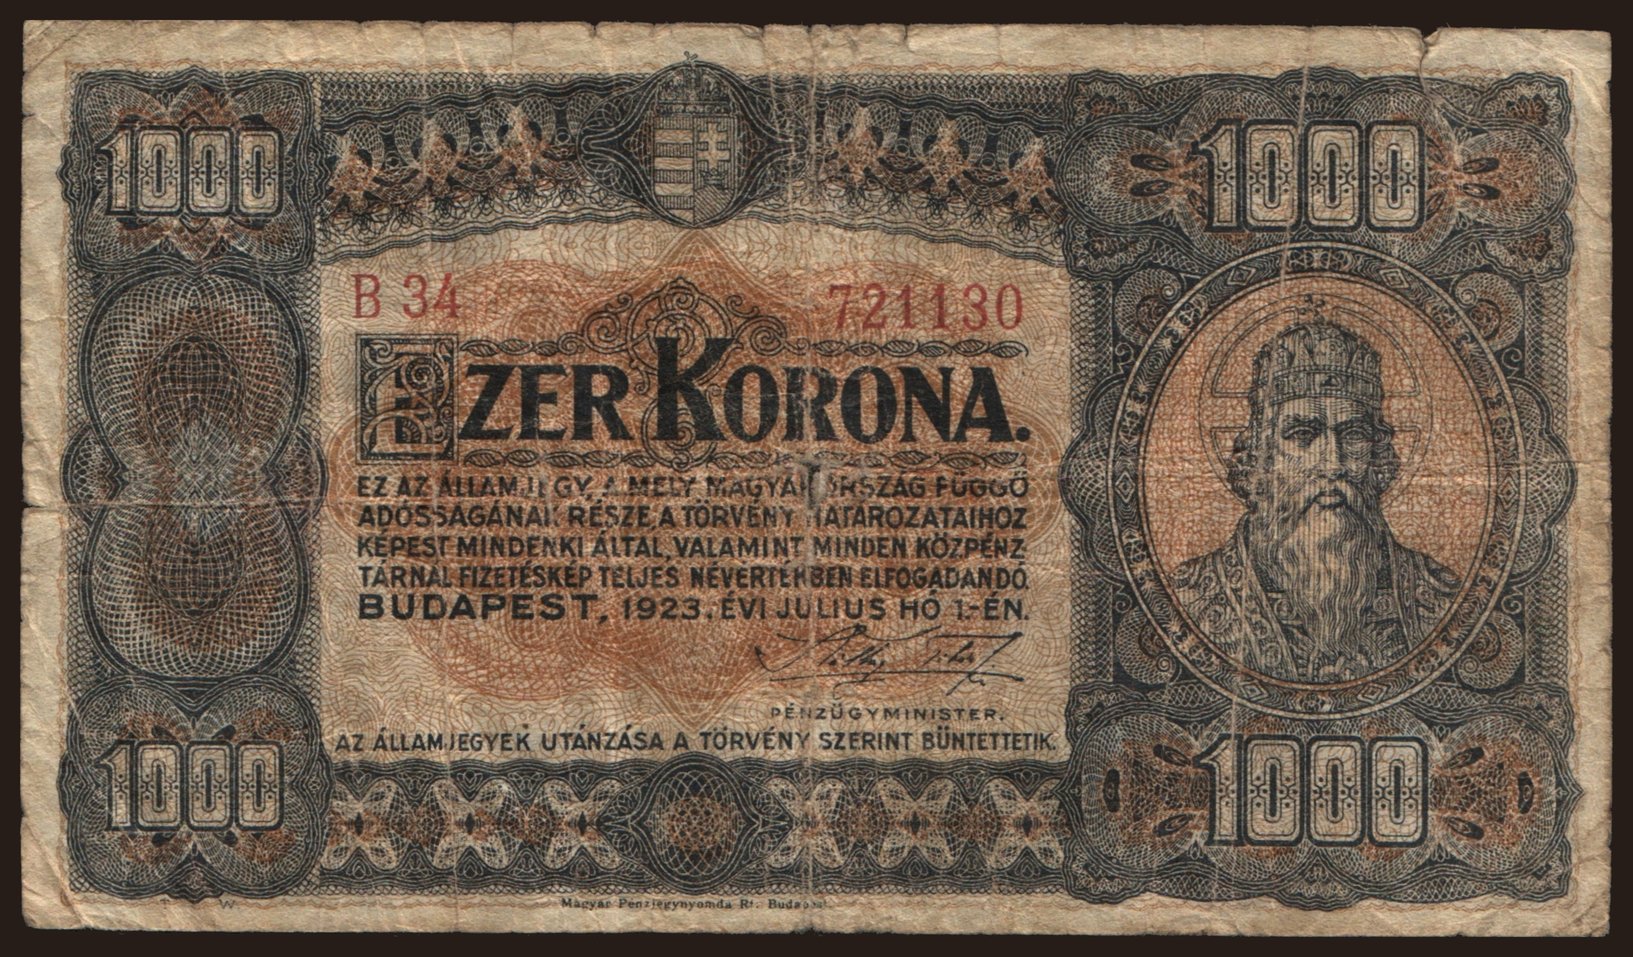 1000
1000
B 34
721130
EZER KORONA.
EZ AZ ÁLLAMJEGY, A MELY MAGYARORSZÁG FÜGGŐ
ADÓSSÁGÁNAK RÉSZE, A TÖRVÉNY HATÁROZATAIHOZ
KÉPEST MINDENKI ÁLTAL, VALAMINT MINDEN KÖZPÉNZ-
TÁRNÁL FIZETÉSKÉP TELJES NÉVÉRTÉKBEN ELFOGADANDÓ.
BUDAPEST, 1923. ÉVI JÚLIUS HÓ 1.-ÉN.
PÉNZÜGYMINISTER.
AZ ÁLLAMJEGYEK UTÁNZÁSA A TÖRVÉNY SZERINT BÜNTETTETIK.
1000
1000
Magyar Pénzjegynyomda Rt. Budapest.